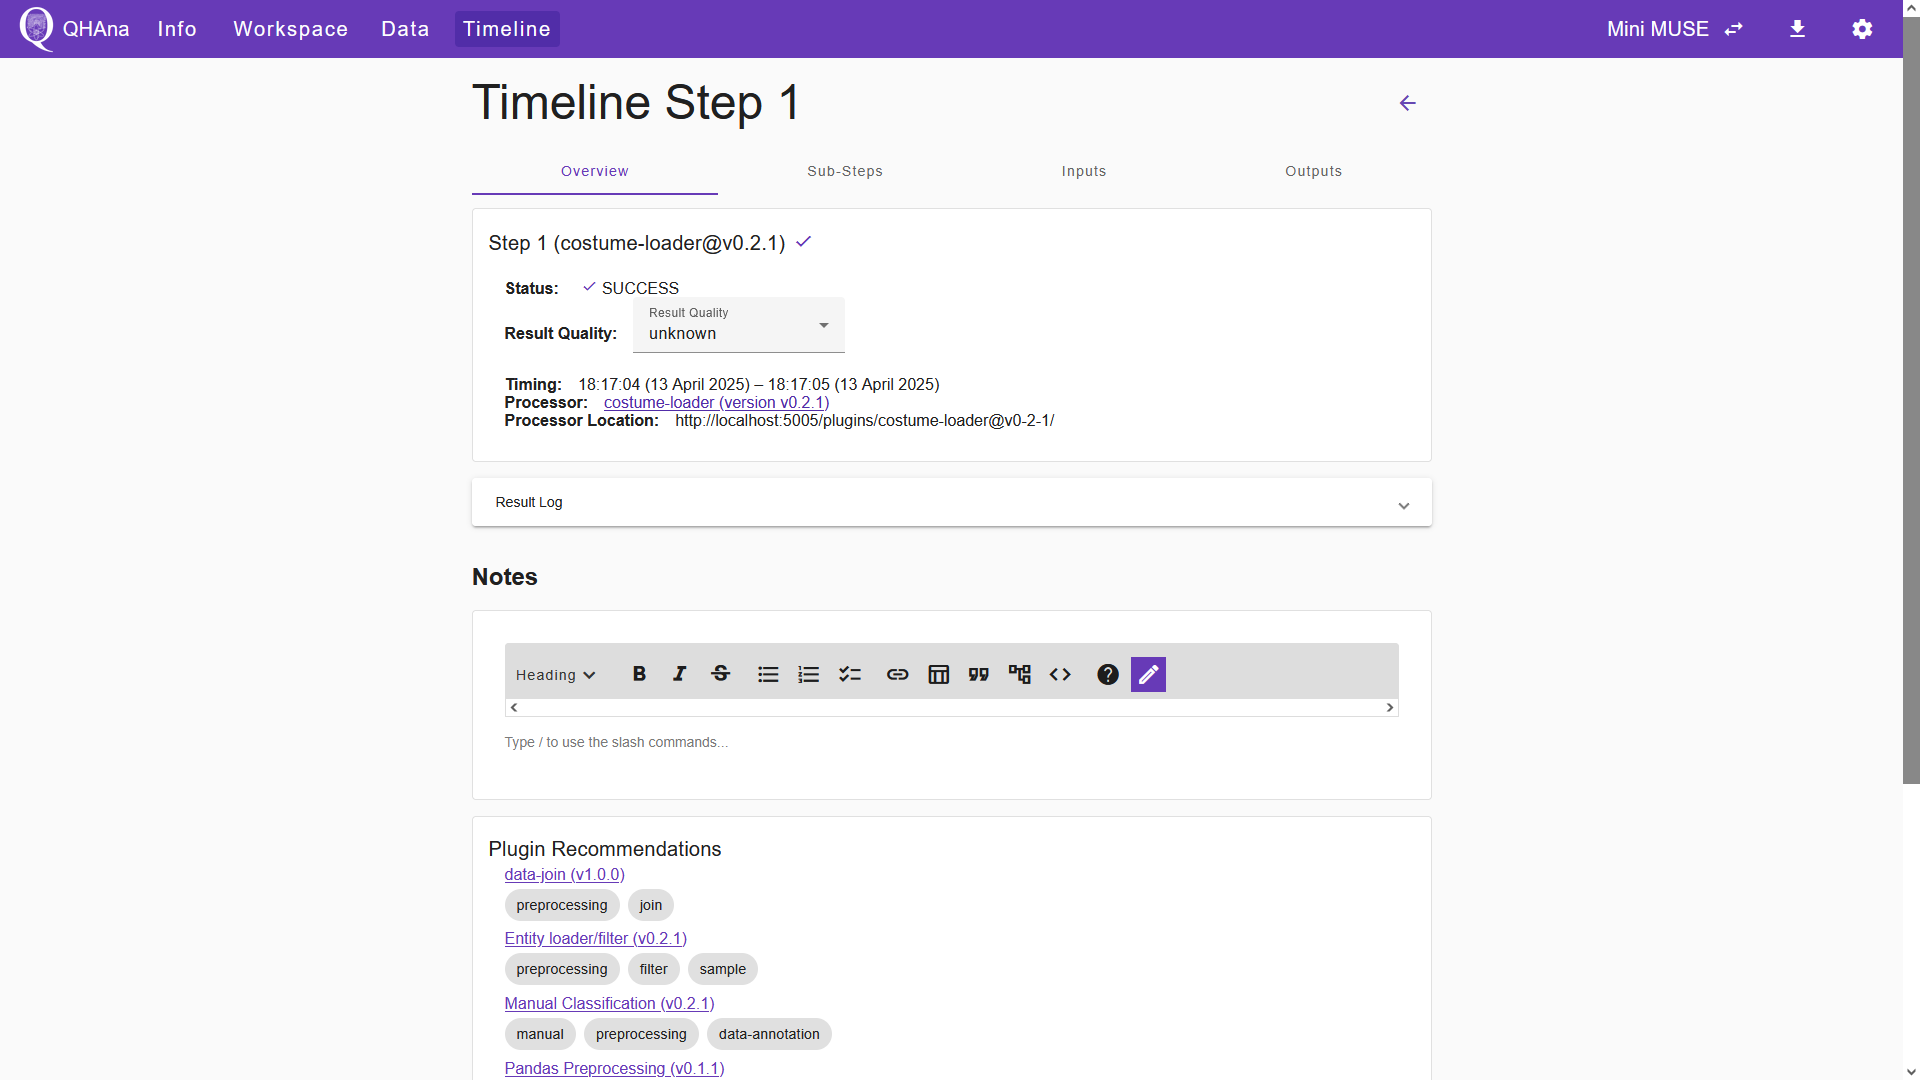 QHAna Info Workspace Data Timeline Mini MUSE
Timeline Step 1
Overview Sub-Steps Inputs Outputs
Step 1 (costume-loader@v0.2.1)
Status: SUCCESS
Result Quality
Result Quality: unknown
Timing: 18:17:04 (13 April 2025) – 18:17:05 (13 April 2025)
Processor: costume-loader (version v0.2.1)
Processor Location: http://localhost:5005/plugins/costume-loader@v0-2-1/
Result Log
Notes
Heading
Type / to use the slash commands...
Plugin Recommendations
data-join (v1.0.0)
preprocessing join
Entity loader/filter (v0.2.1)
preprocessing filter sample
Manual Classification (v0.2.1)
manual preprocessing data-annotation
Pandas Preprocessing (v0.1.1)